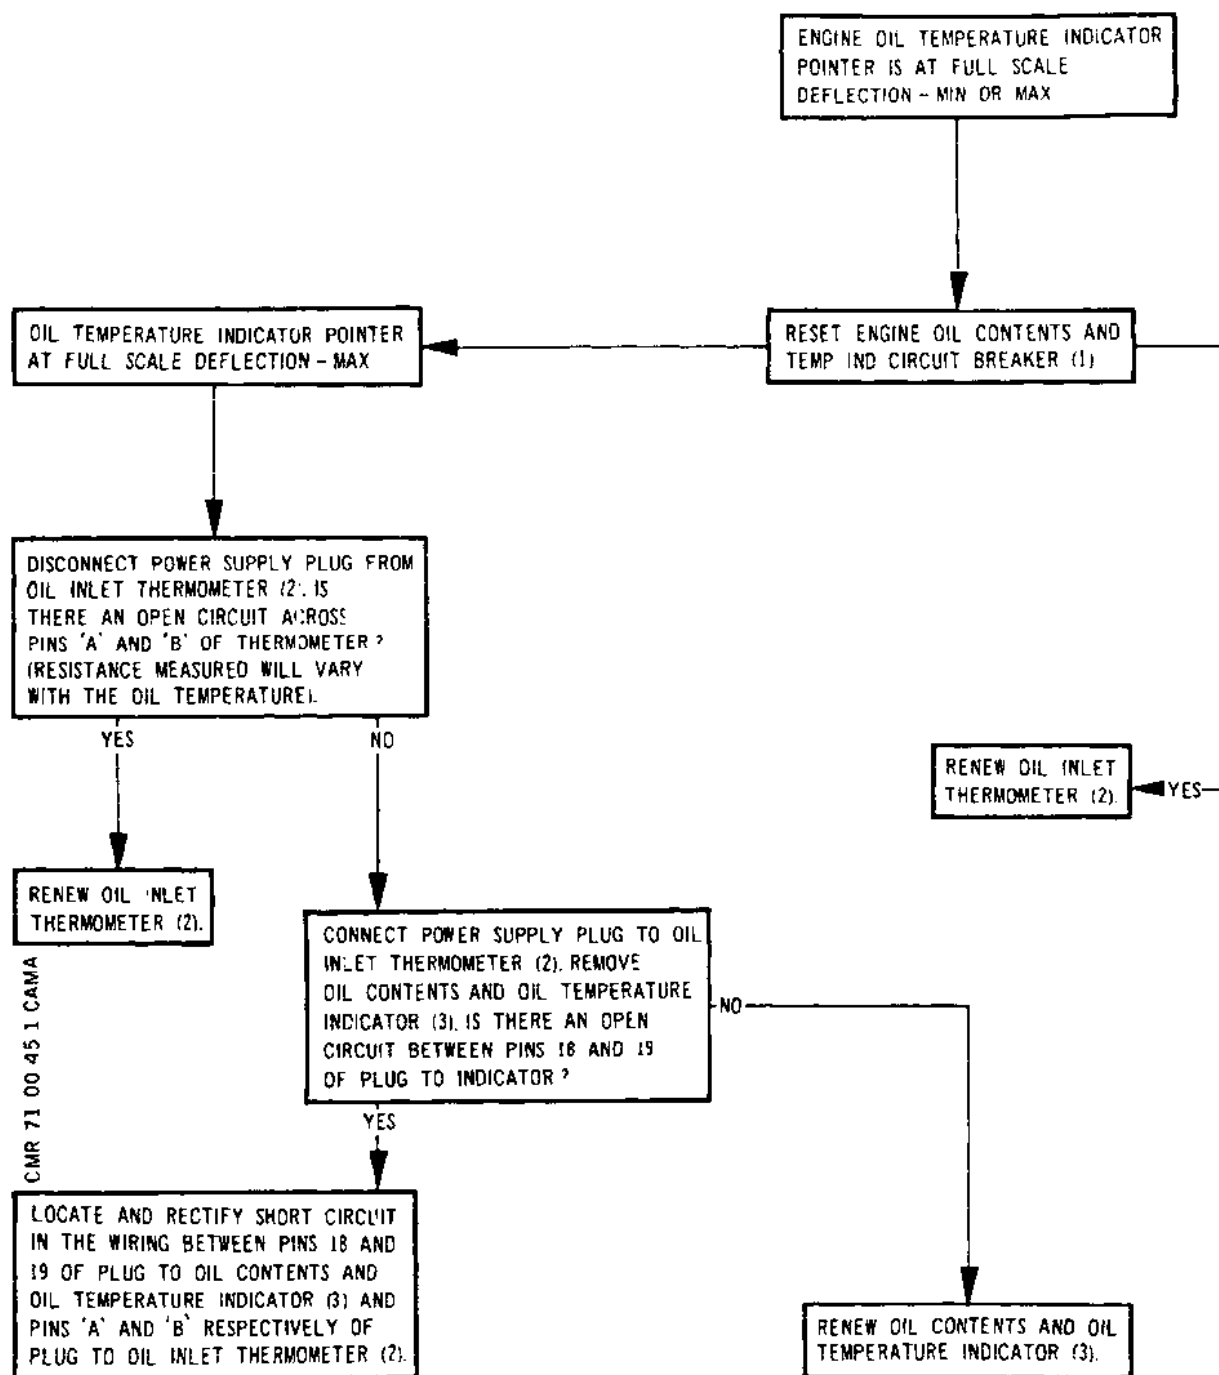 ENGINE OIL TEMPERATURE INDICATOR
POINTER IS AT FULL SCALE
DEFLECTION - MIN OR MAX
OIL TEMPERATURE INDICATOR POINTER
AT FULL SCALE DEFLECTION - MAX
RESET ENGINE OIL CONTENTS AND
TEMP IND CIRCUIT BREAKER (1)
DISCONNECT POWER SUPPLY PLUG FROM
OIL INLET THERMOMETER (2). IS
THERE AN OPEN CIRCUIT ACROSS
PINS 'A' AND 'B' OF THERMOMETER?
(RESISTANCE MEASURED WILL VARY
WITH THE OIL TEMPERATURE).
YES
NO
RENEW OIL INLET
THERMOMETER (2).
YES
RENEW OIL INLET
THERMOMETER (2).
CONNECT POWER SUPPLY PLUG TO OIL
INLET THERMOMETER (2). REMOVE
OIL CONTENTS AND OIL TEMPERATURE
INDICATOR (3). IS THERE AN OPEN
CIRCUIT BETWEEN PINS 18 AND 19
OF PLUG TO INDICATOR?
NO
YES
CMR 71 00 45 1 CAMA
LOCATE AND RECTIFY SHORT CIRCUIT
IN THE WIRING BETWEEN PINS 18 AND
19 OF PLUG TO OIL CONTENTS AND
OIL TEMPERATURE INDICATOR (3) AND
PINS 'A' AND 'B' RESPECTIVELY OF
PLUG TO OIL INLET THERMOMETER (2).
RENEW OIL CONTENTS AND OIL
TEMPERATURE INDICATOR (3).